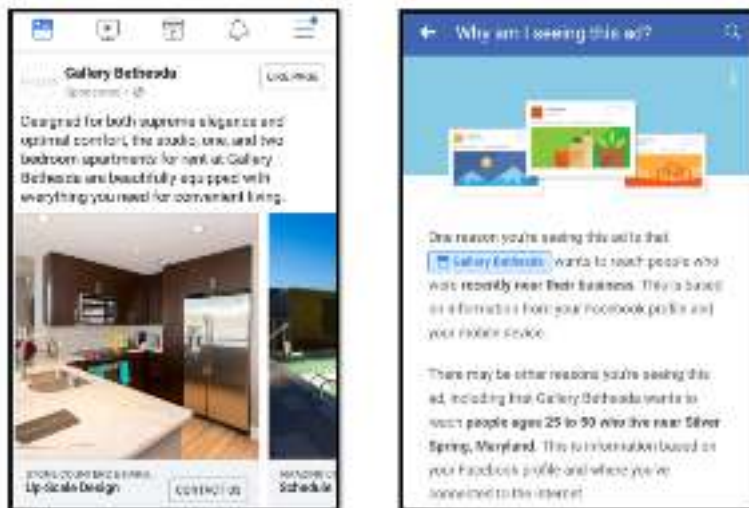 Gallery Bethesda
LIKE PAGE
Sponsored
Designed for both supreme elegance and
optimal comfort, the studio, one, and two
bedroom apartments for rent at Gallery
Bethesda are beautifully equipped with
everything you need for convenient living.
Up-Scale Design
CONTACT US
Schedule
Why am I seeing this ad?
One reason you're seeing this ad is that
Gallery Bethesda wants to reach people who
were recently near their business. This is based
on information from your Facebook profile and
your mobile device.
There may be other reasons you're seeing this
ad, including that Gallery Bethesda wants to
reach people ages 25 to 50 who live near Silver
Spring, Maryland. This is information based on
your Facebook profile and where you've
connected to the internet.